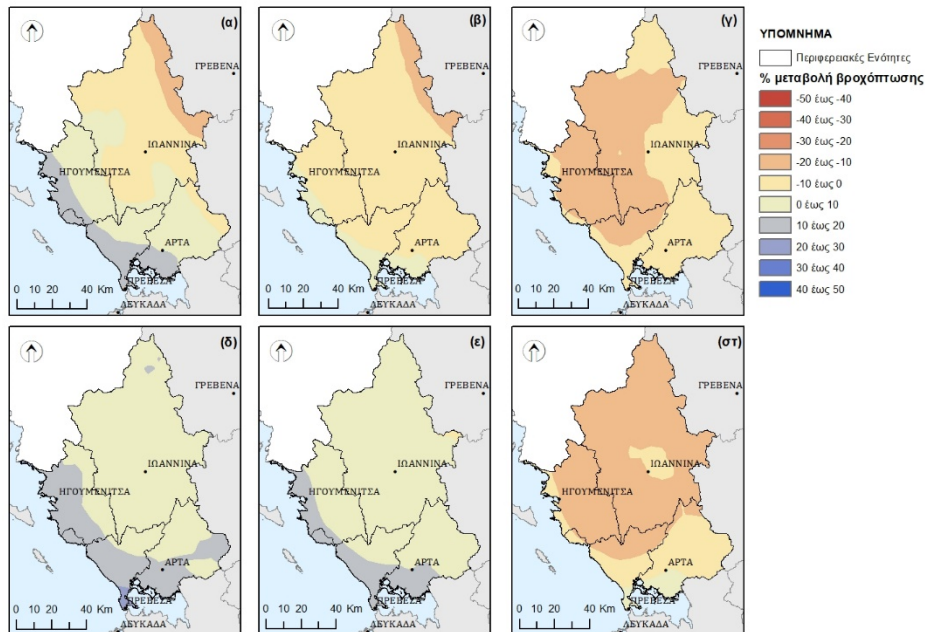 (α)
ΓΡΕΒΕΝΑ
ΙΩΑΝΝΙΝΑ
ΗΓΟΥΜΕΝΙΤΣΑ
ΑΡΤΑ
ΠΡΕΒΕΖΑ
ΛΕΥΚΑΔΑ
0 10 20 40 Km
(β)
ΓΡΕΒΕΝΑ
ΙΩΑΝΝΙΝΑ
ΗΓΟΥΜΕΝΙΤΣΑ
ΑΡΤΑ
ΠΡΕΒΕΖΑ
ΛΕΥΚΑΔΑ
0 10 20 40 Km
(γ)
ΓΡΕΒΕΝΑ
ΙΩΑΝΝΙΝΑ
ΗΓΟΥΜΕΝΙΤΣΑ
ΑΡΤΑ
ΠΡΕΒΕΖΑ
ΛΕΥΚΑΔΑ
0 10 20 40 Km
ΥΠΟΜΝΗΜΑ
Περιφερειακές Ενότητες
% μεταβολή βροχόπτωσης
-50 έως -40
-40 έως -30
-30 έως -20
-20 έως -10
-10 έως 0
0 έως 10
10 έως 20
20 έως 30
30 έως 40
40 έως 50
(δ)
ΓΡΕΒΕΝΑ
ΙΩΑΝΝΙΝΑ
ΗΓΟΥΜΕΝΙΤΣΑ
ΑΡΤΑ
ΠΡΕΒΕΖΑ
ΛΕΥΚΑΔΑ
0 10 20 40 Km
(ε)
ΓΡΕΒΕΝΑ
ΙΩΑΝΝΙΝΑ
ΗΓΟΥΜΕΝΙΤΣΑ
ΑΡΤΑ
ΠΡΕΒΕΖΑ
ΛΕΥΚΑΔΑ
0 10 20 40 Km
(στ)
ΓΡΕΒΕΝΑ
ΙΩΑΝΝΙΝΑ
ΗΓΟΥΜΕΝΙΤΣΑ
ΑΡΤΑ
ΠΡΕΒΕΖΑ
ΛΕΥΚΑΔΑ
0 10 20 40 Km